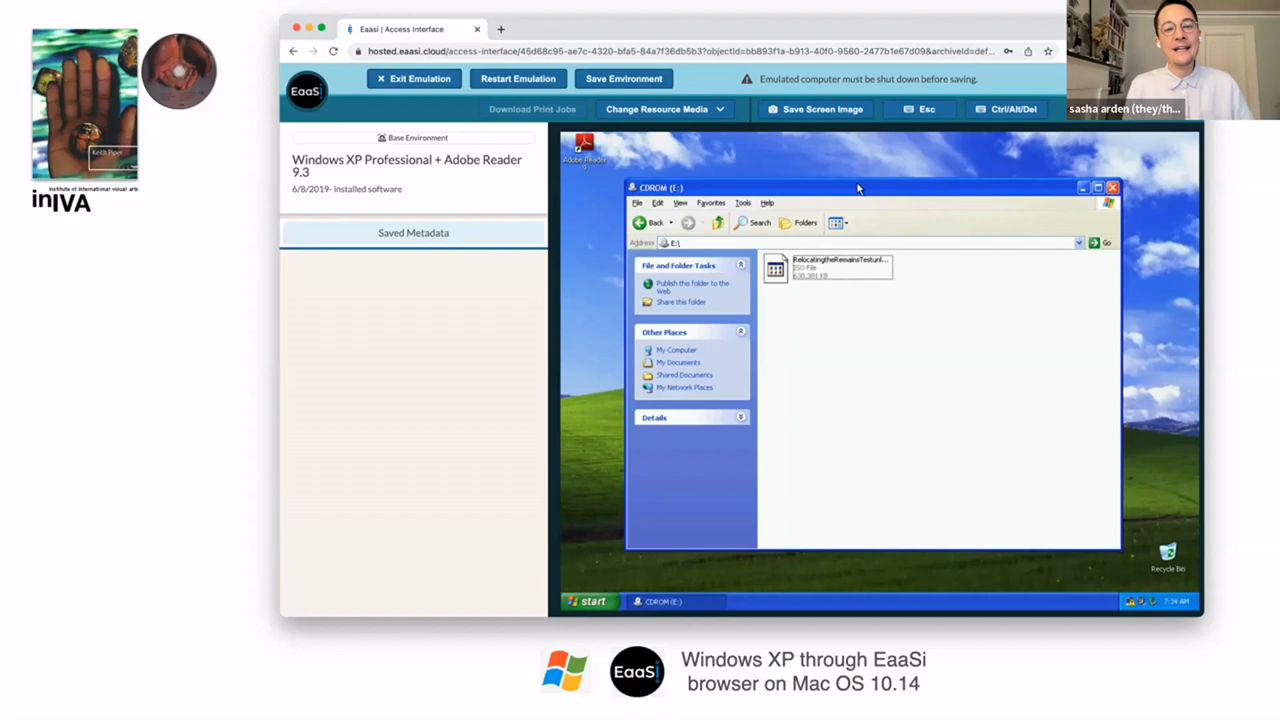 Keith Piper
institute of international visual arts
inIVA
Eaasi | Access Interface
hosted.eaasi.cloud/access-interface/45d68c95-ae7c-4320-bfa5-84a7f36db5b3?objectId=bb893f1a-b913-40f0-9560-2477b1e67d09&archiveId=def...
sasha arden (they/th...
EaaSi
Exit Emulation
Restart Emulation
Save Environment
Emulated computer must be shut down before saving.
Download Print Jobs
Change Resource Media
Save Screen Image
Esc
Ctrl/Alt/Del
Base Environment
Windows XP Professional + Adobe Reader
9.3
6/8/2019- installed software
Saved Metadata
Adobe Reader
9
CDROM (E:)
File Edit View Favorites Tools Help
Back Search Folders
Address E:\ Go
File and Folder Tasks
Publish this folder to the
Web
Share this folder
Other Places
My Computer
My Documents
Shared Documents
My Network Places
Details
RelocatingtheRemainsTestunl...
ISO File
630,381 KB
Recycle Bin
start
CDROM (E:)
7:34 AM
EaaSi
Windows XP through EaaSi
browser on Mac OS 10.14